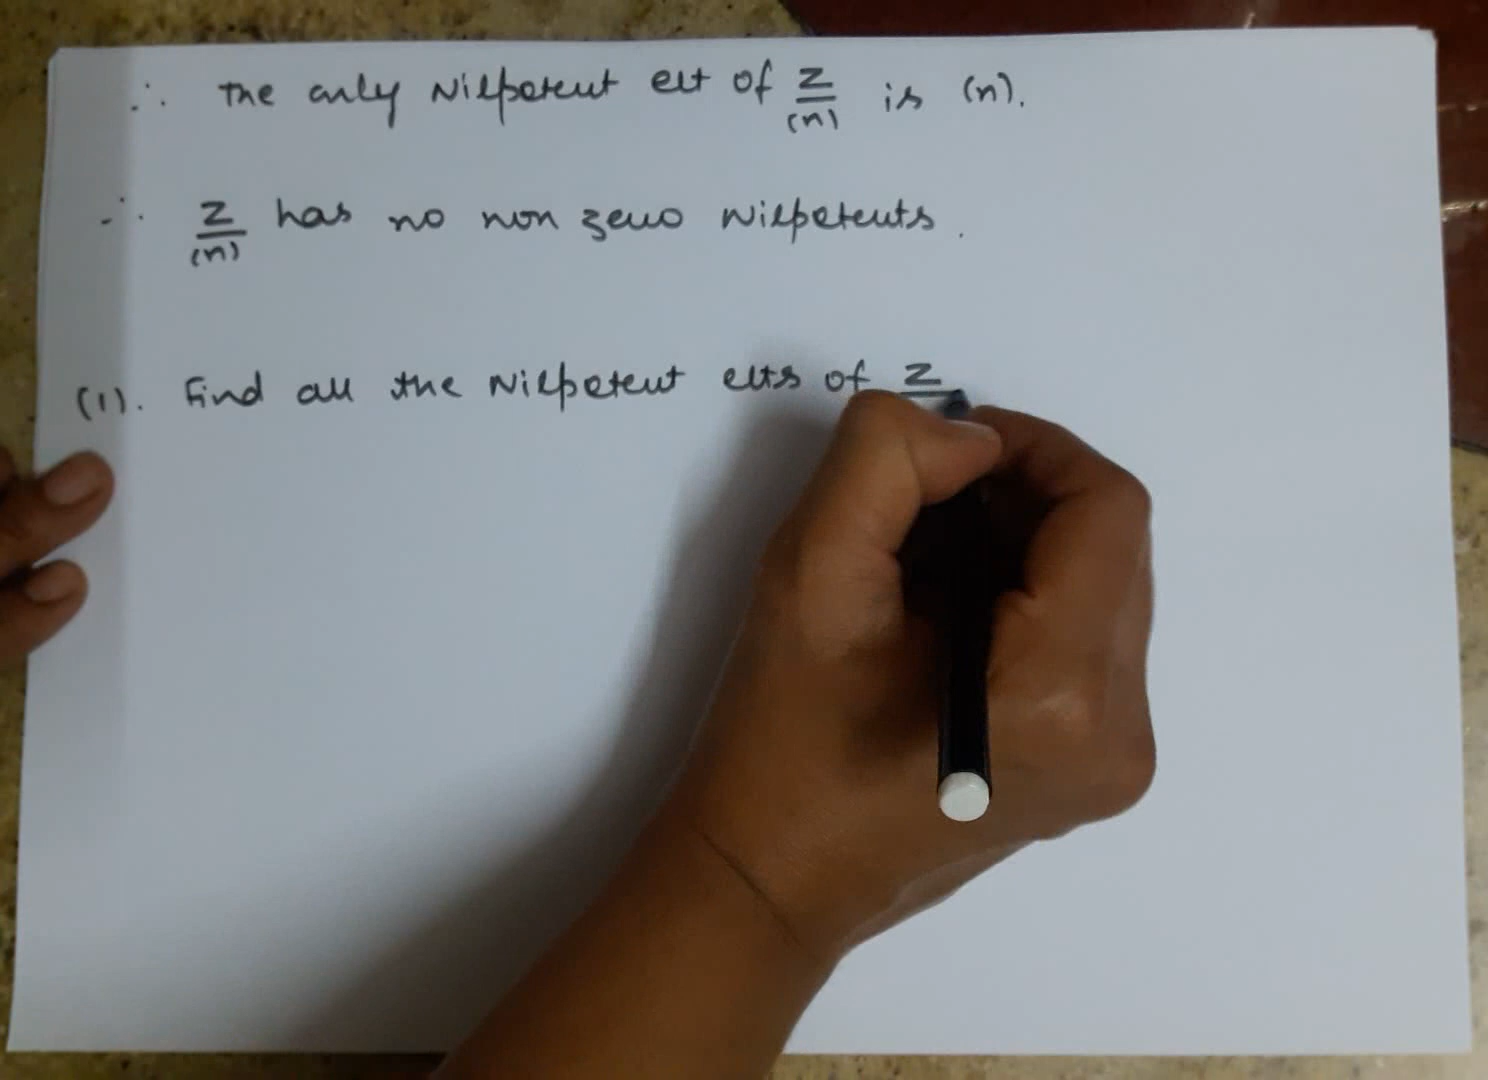 ∴ The only Nilpotent elt of Z/(n) is (n).
∴ Z/(n) has no non zero Nilpotents.
(1). Find all the Nilpotent elts of Z